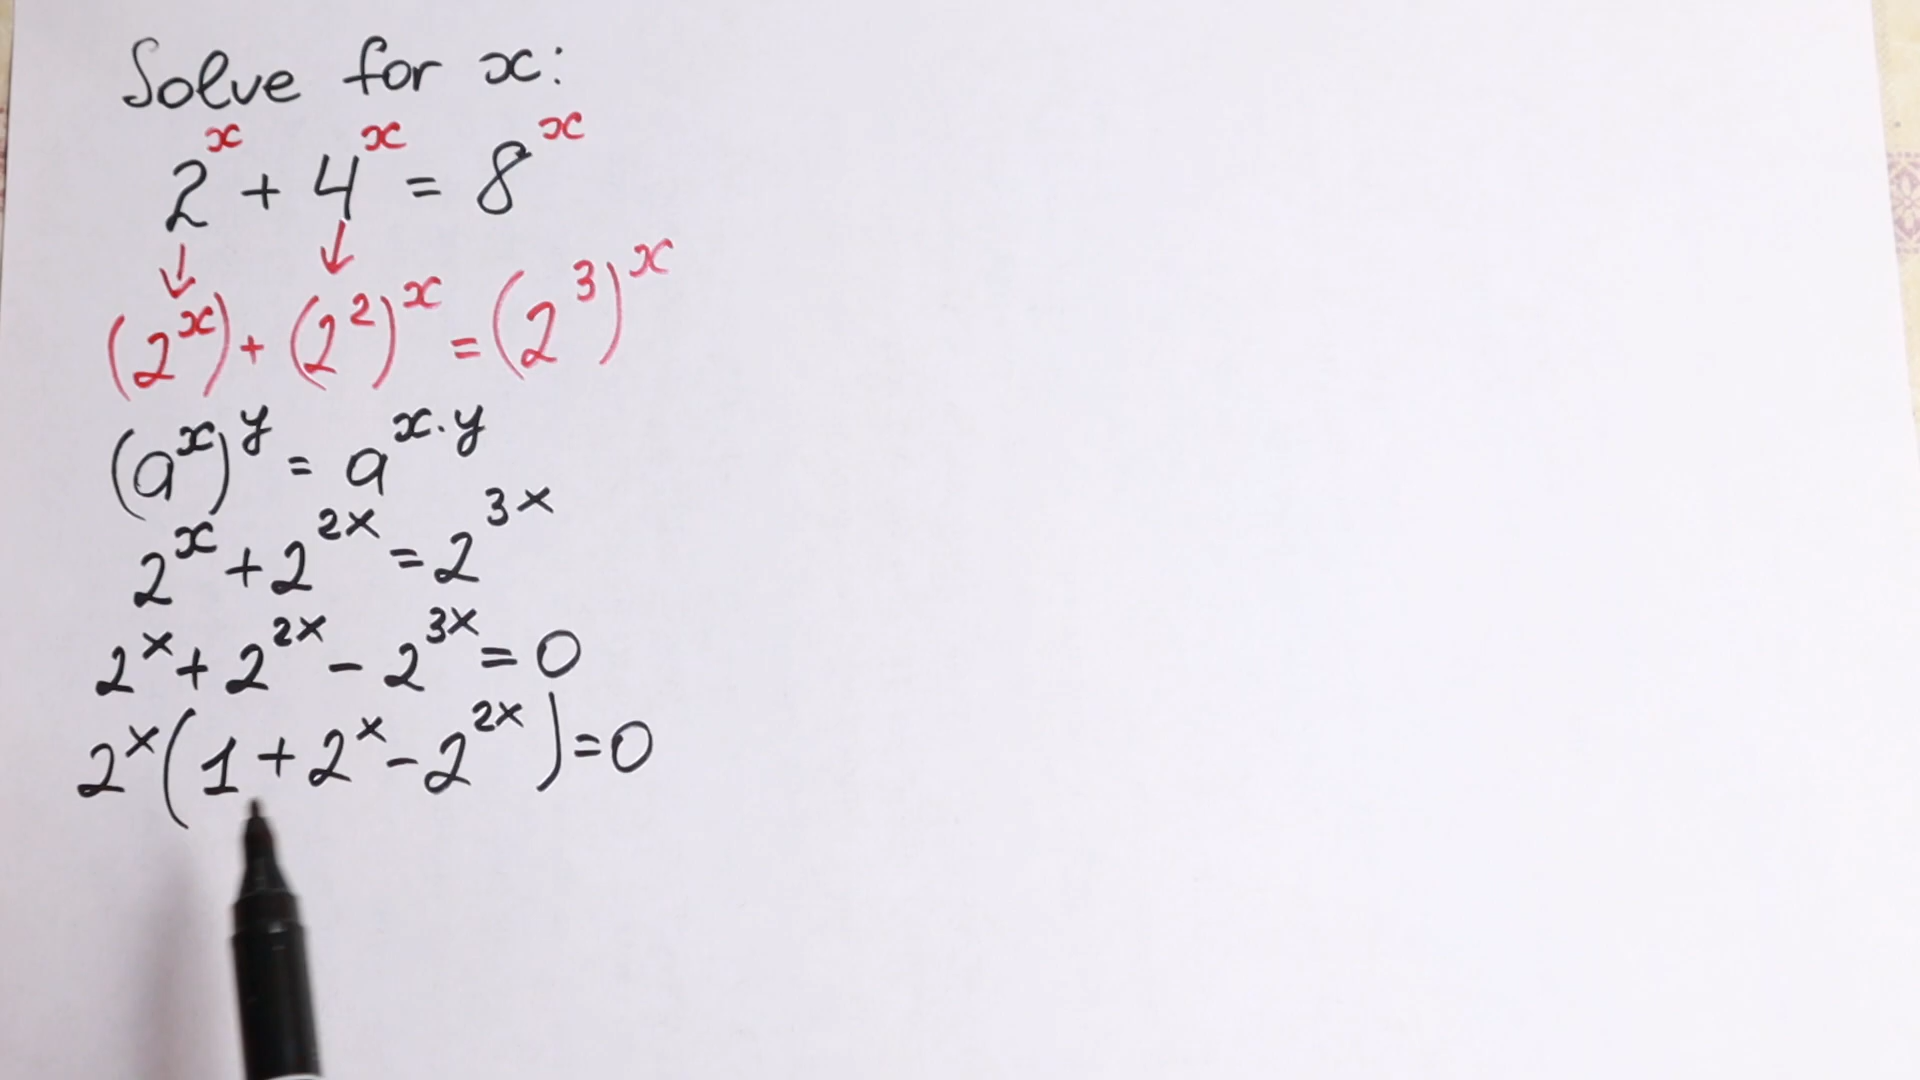 Solve for x:
2^x + 4^x = 8^x
↓ ↓
(2^x) + (2^2)^x = (2^3)^x
(a^x)^y = a^{x·y}
2^x + 2^{2x} = 2^{3x}
2^x + 2^{2x} - 2^{3x} = 0
2^x(1 + 2^x - 2^{2x}) = 0